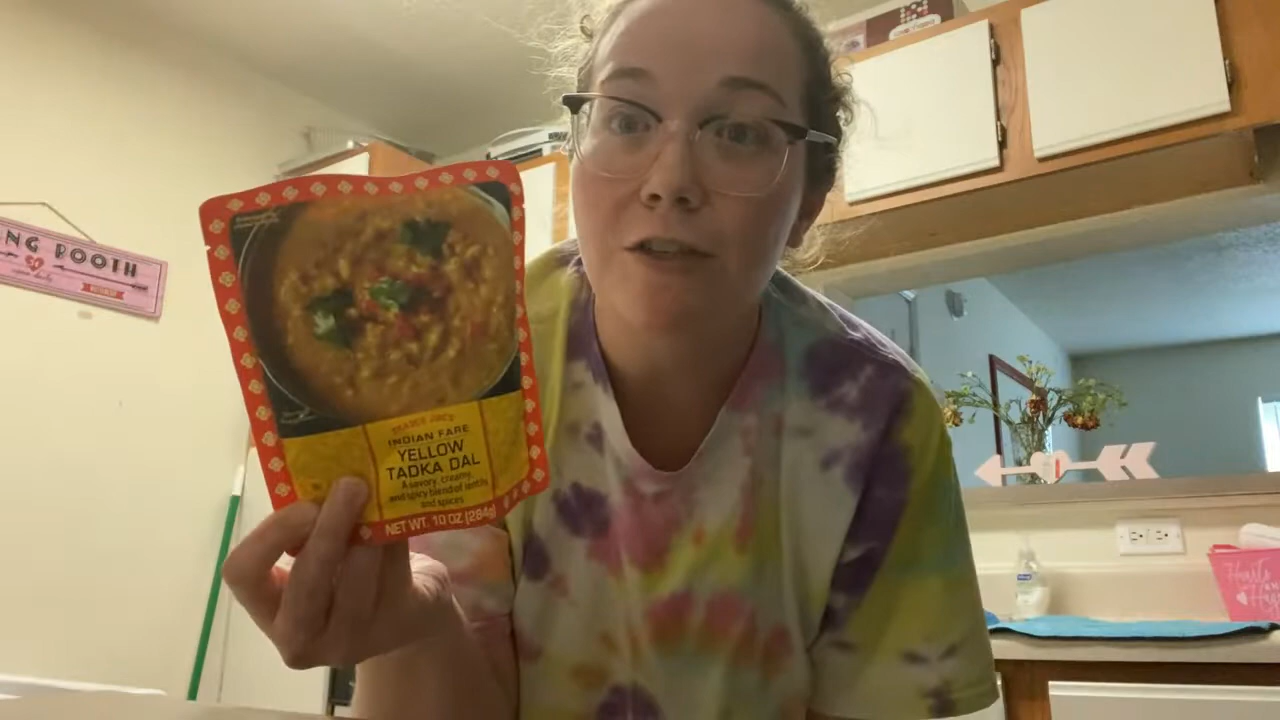 NG BOOTH
TRADER JOE'S
INDIAN FARE
YELLOW
TADKA DAL
A savory, creamy,
and spicy blend of lentils
and spices
NET WT. 10 OZ (284g)
Hearts